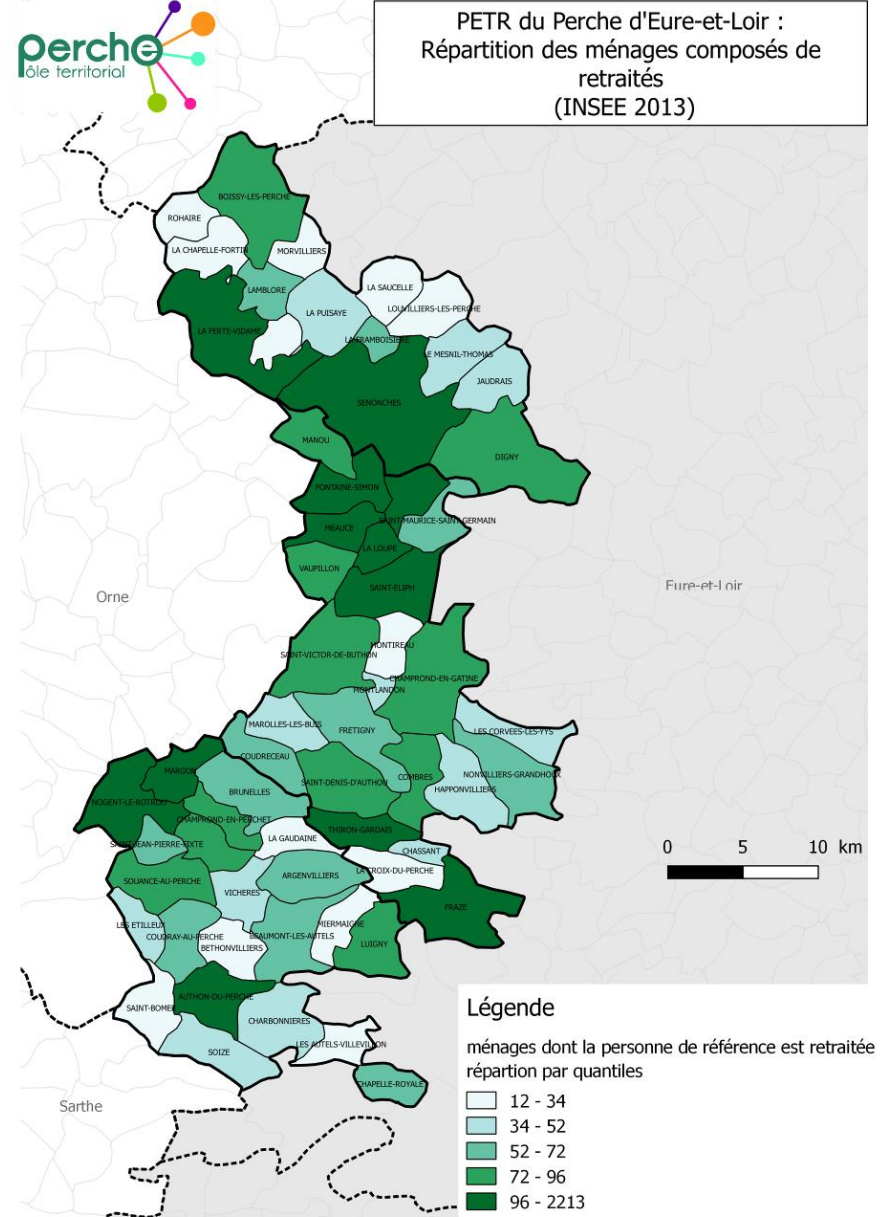 perche
Pôle territorial
PETR du Perche d'Eure-et-Loir :
Répartition des ménages composés de
retraités
(INSEE 2013)
BOISSY-LES-PERCHE
ROHAIRE
LA CHAPELLE-FORTIN
MORVILLIERS
LAMBLORE
LA SAUCELLE
LOUVILLIERS-LES-PERCHE
LA PUISAYE
LA FERTE-VIDAME
LA FRAMBOISIERE
LE MESNIL-THOMAS
JAUDRAIS
SENONCHES
MANOU
DIGNY
FONTAINE-SIMON
SAINT-MAURICE-SAINT-GERMAIN
MEAUCE
LA LOUPE
VAUPILLON
SAINT-ELIPH
Orne
Eure-et-Loir
MONTIREAU
SAINT-VICTOR-DE-BUTHON
CHAMPROND-EN-GATINE
MONTLANDON
MAROLLES-LES-BUIS
FRETIGNY
LES CORVEES-LES-YYS
COUDRECEAU
MARGON
SAINT-DENIS-D'AUTHON
COMBRES
NONVILLIERS-GRANDHOUX
HAPPONVILLIERS
BRUNELLES
NOGENT-LE-ROTROU
CHAMPROND-EN-PERCHET
THIRON-GARDAIS
LA GAUDAINE
SAINT-JEAN-PIERRE-FIXTE
CHASSANT
LA CROIX-DU-PERCHE
ARGENVILLIERS
SOUANCE-AU-PERCHE
VICHERES
FRAZE
LES ETILLEUX
MIERMAIGNE
COUDRAY-AU-PERCHE
BEAUMONT-LES-AUTELS
BETHONVILLIERS
LUIGNY
AUTHON-DU-PERCHE
SAINT-BOMER
CHARBONNIERES
LES AUTELS-VILLEVILLON
SOIZE
CHAPELLE-ROYALE
Sarthe
0 5 10 km
Légende
ménages dont la personne de référence est retraitée
répartion par quantiles
12 - 34
34 - 52
52 - 72
72 - 96
96 - 2213